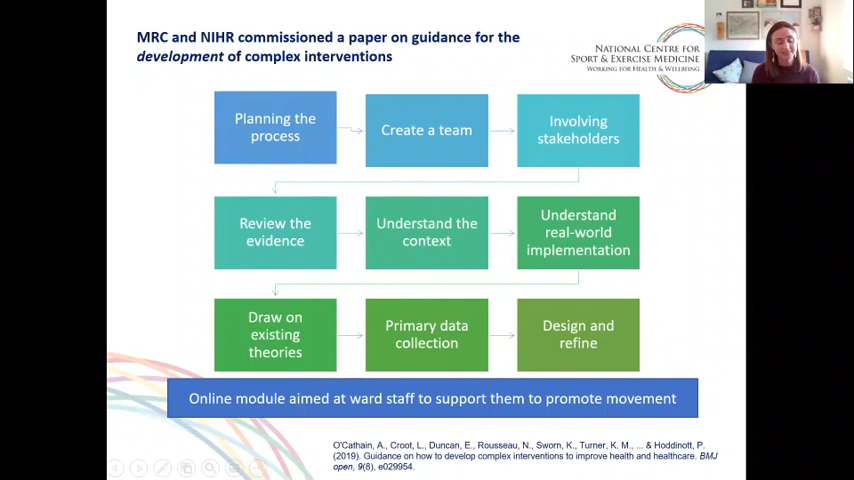 MRC and NIHR commissioned a paper on guidance for the
development of complex interventions
NATIONAL CENTRE FOR
SPORT & EXERCISE MEDICINE
WORKING FOR HEALTH & WELLBEING
Planning the
process
Create a team
Involving
stakeholders
Review the
evidence
Understand the
context
Understand
real-world
implementation
Draw on
existing
theories
Primary data
collection
Design and
refine
Online module aimed at ward staff to support them to promote movement
O'Cathain, A., Croot, L., Duncan, E., Rousseau, N., Sworn, K., Turner, K. M., ... & Hoddinott, P.
(2019). Guidance on how to develop complex interventions to improve health and healthcare. BMJ
open, 9(8), e029954.